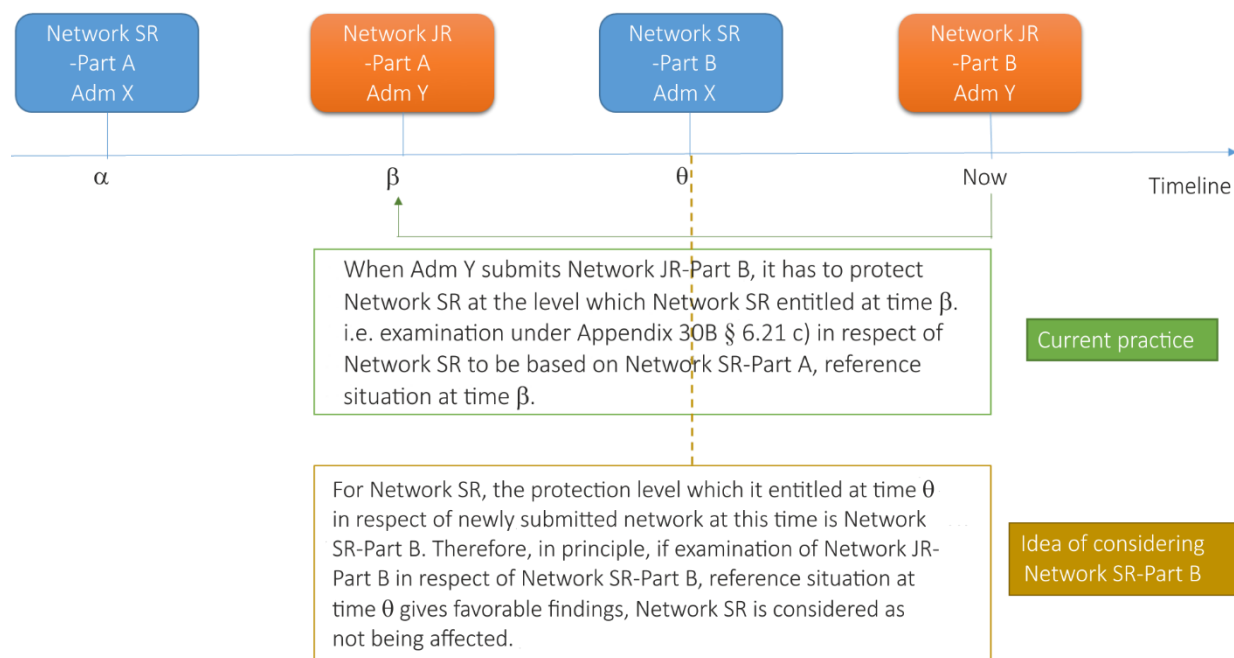 Network SR
-Part A
Adm X
Network JR
-Part A
Adm Y
Network SR
-Part B
Adm X
Network JR
-Part B
Adm Y
α
β
θ
Now
Timeline
When Adm Y submits Network JR-Part B, it has to protect
Network SR at the level which Network SR entitled at time β.
i.e. examination under Appendix 30B § 6.21 c) in respect of
Network SR to be based on Network SR-Part A, reference
situation at time β.
Current practice
For Network SR, the protection level which it entitled at time θ
in respect of newly submitted network at this time is Network
SR-Part B. Therefore, in principle, if examination of Network JR-
Part B in respect of Network SR-Part B, reference situation at
time θ gives favorable findings, Network SR is considered as
not being affected.
Idea of considering
Network SR-Part B